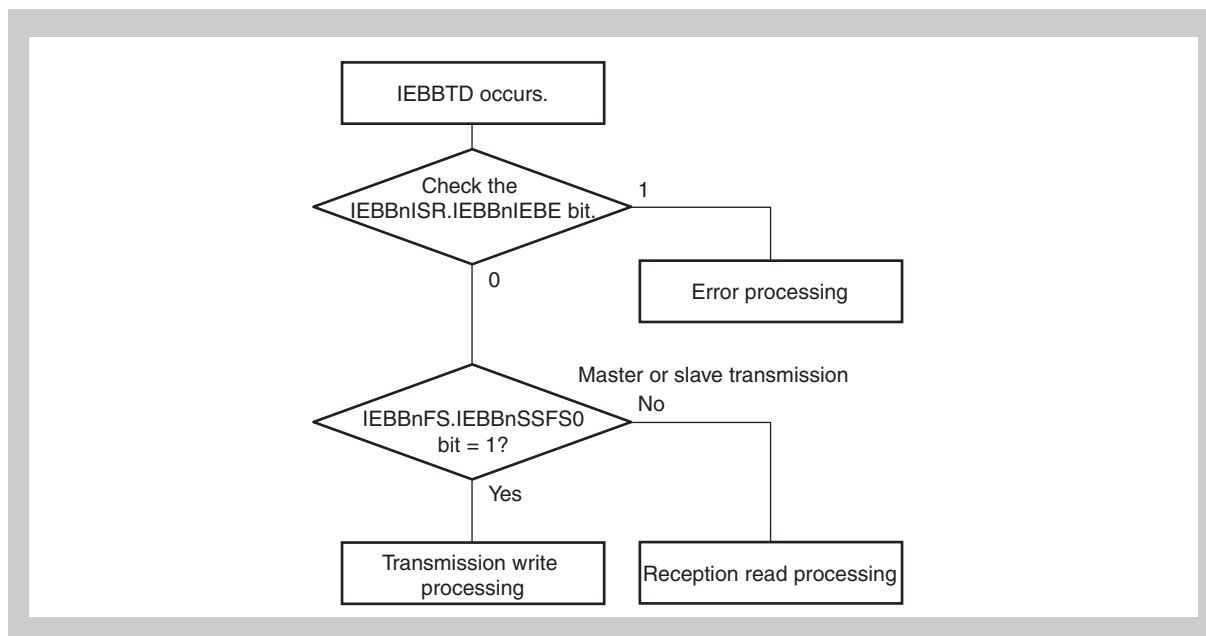 IEBBTD occurs.
Check the
IEBBnISR.IEBBnIEBE bit.
1
0
Error processing
Master or slave transmission
IEBBnFS.IEBBnSSFS0
bit = 1?
No
Yes
Transmission write
processing
Reception read processing